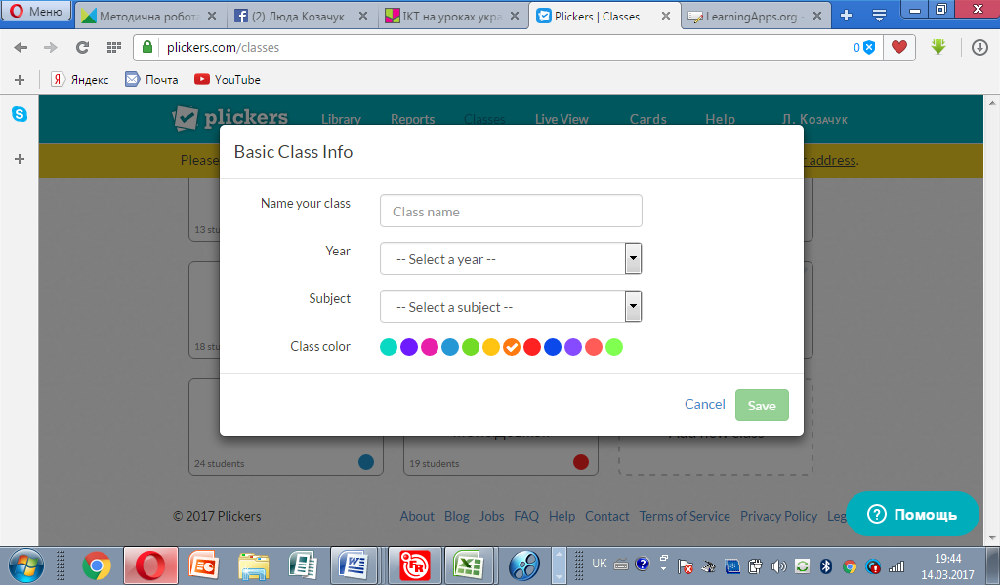 Меню
Методична робота
(2) Люда Козачук
ІКТ на уроках укра
Plickers | Classes
LearningApps.org -
plickers.com/classes
0
Яндекс
Почта
YouTube
plickers
Library
Reports
Classes
Live View
Cards
Help
Л. Козачук
Please
address.
Basic Class Info
Name your class
Class name
Year
-- Select a year --
Subject
-- Select a subject --
Class color
Cancel
Save
13 stu
18 stu
24 students
19 students
© 2017 Plickers
About
Blog
Jobs
FAQ
Help
Contact
Terms of Service
Privacy Policy
Leg
Помощь
UK
19:44
14.03.2017